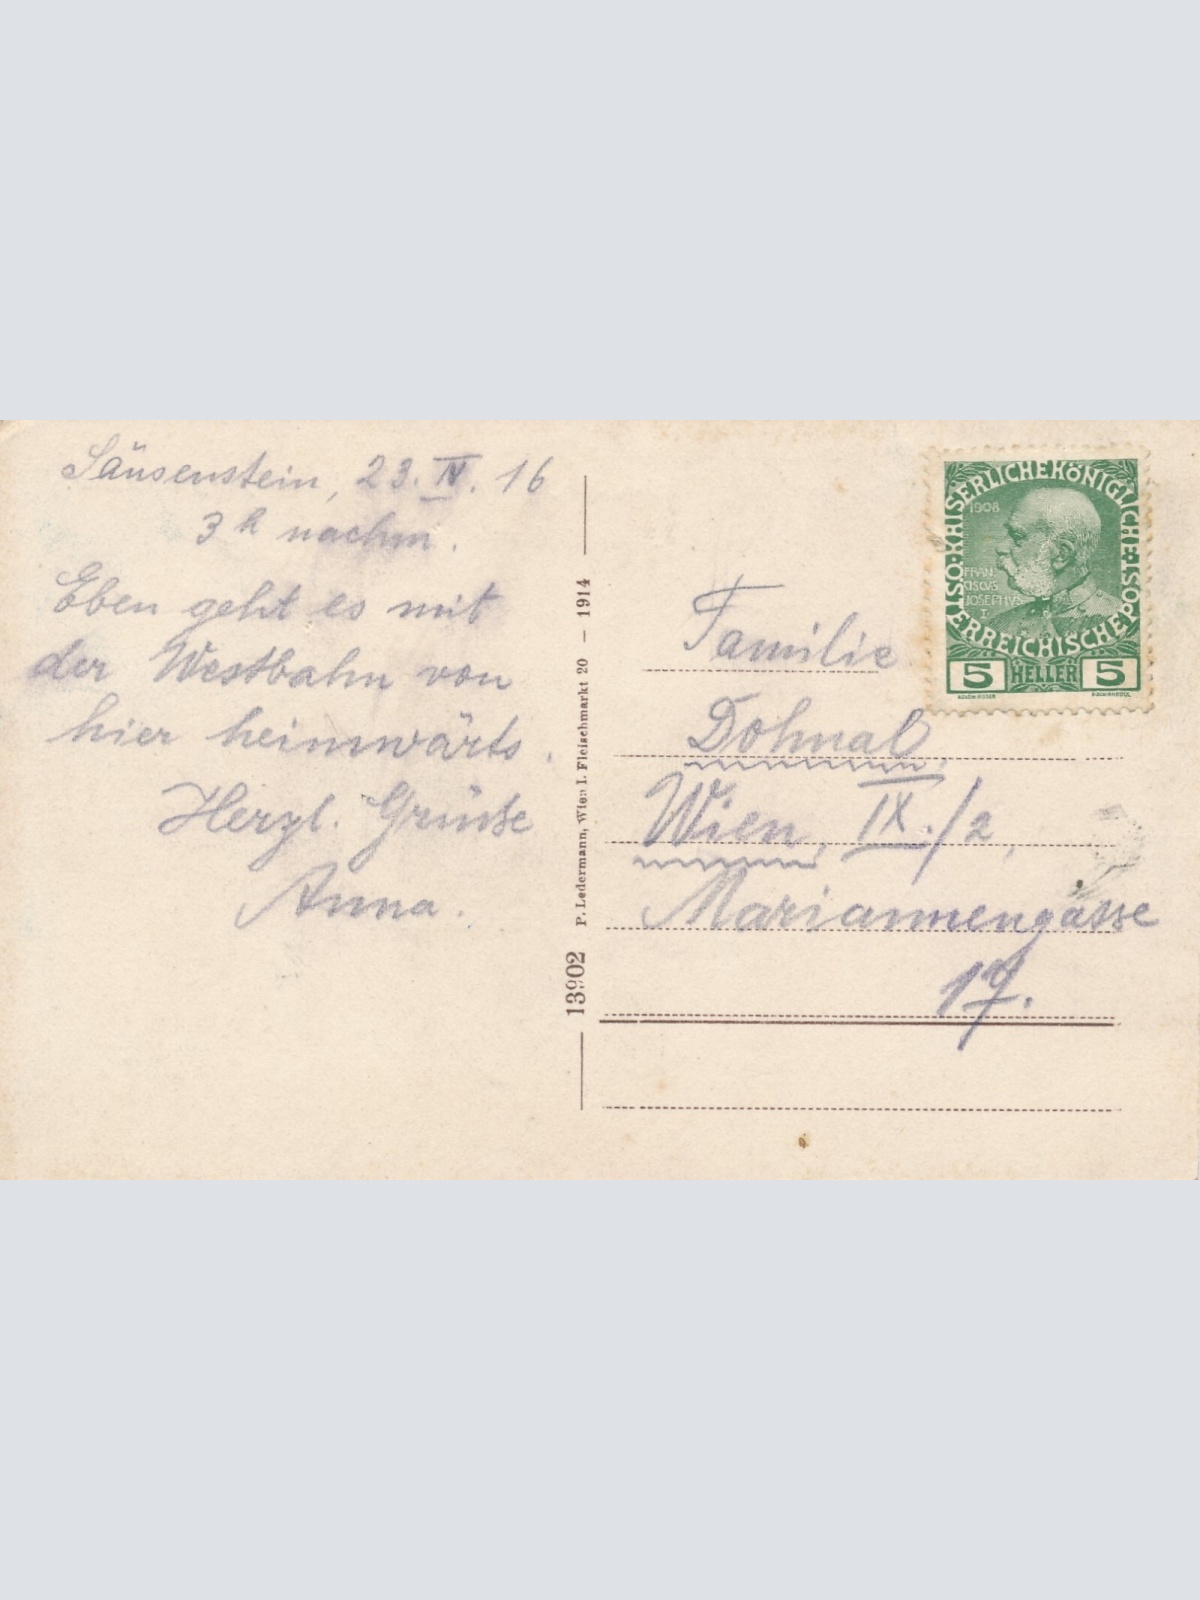 Säusenstein, 23. IV. 16
3 h nachm.
Eben geht es mit
der Westbahn von
hier heimwärts.
Herzl. Grüße
Anna.
13902 P. Ledermann, Wien I. Fleischmarkt 20 – 1914
KAISERLICHE KÖNIGLICHE ÖSTERREICHISCHE POST
1908
FRAN
CISCVS
JOSEPHVS
I
5 HELLER 5
Familie
Dohnal,
Wien, IX./2,
Mariannengasse
17.